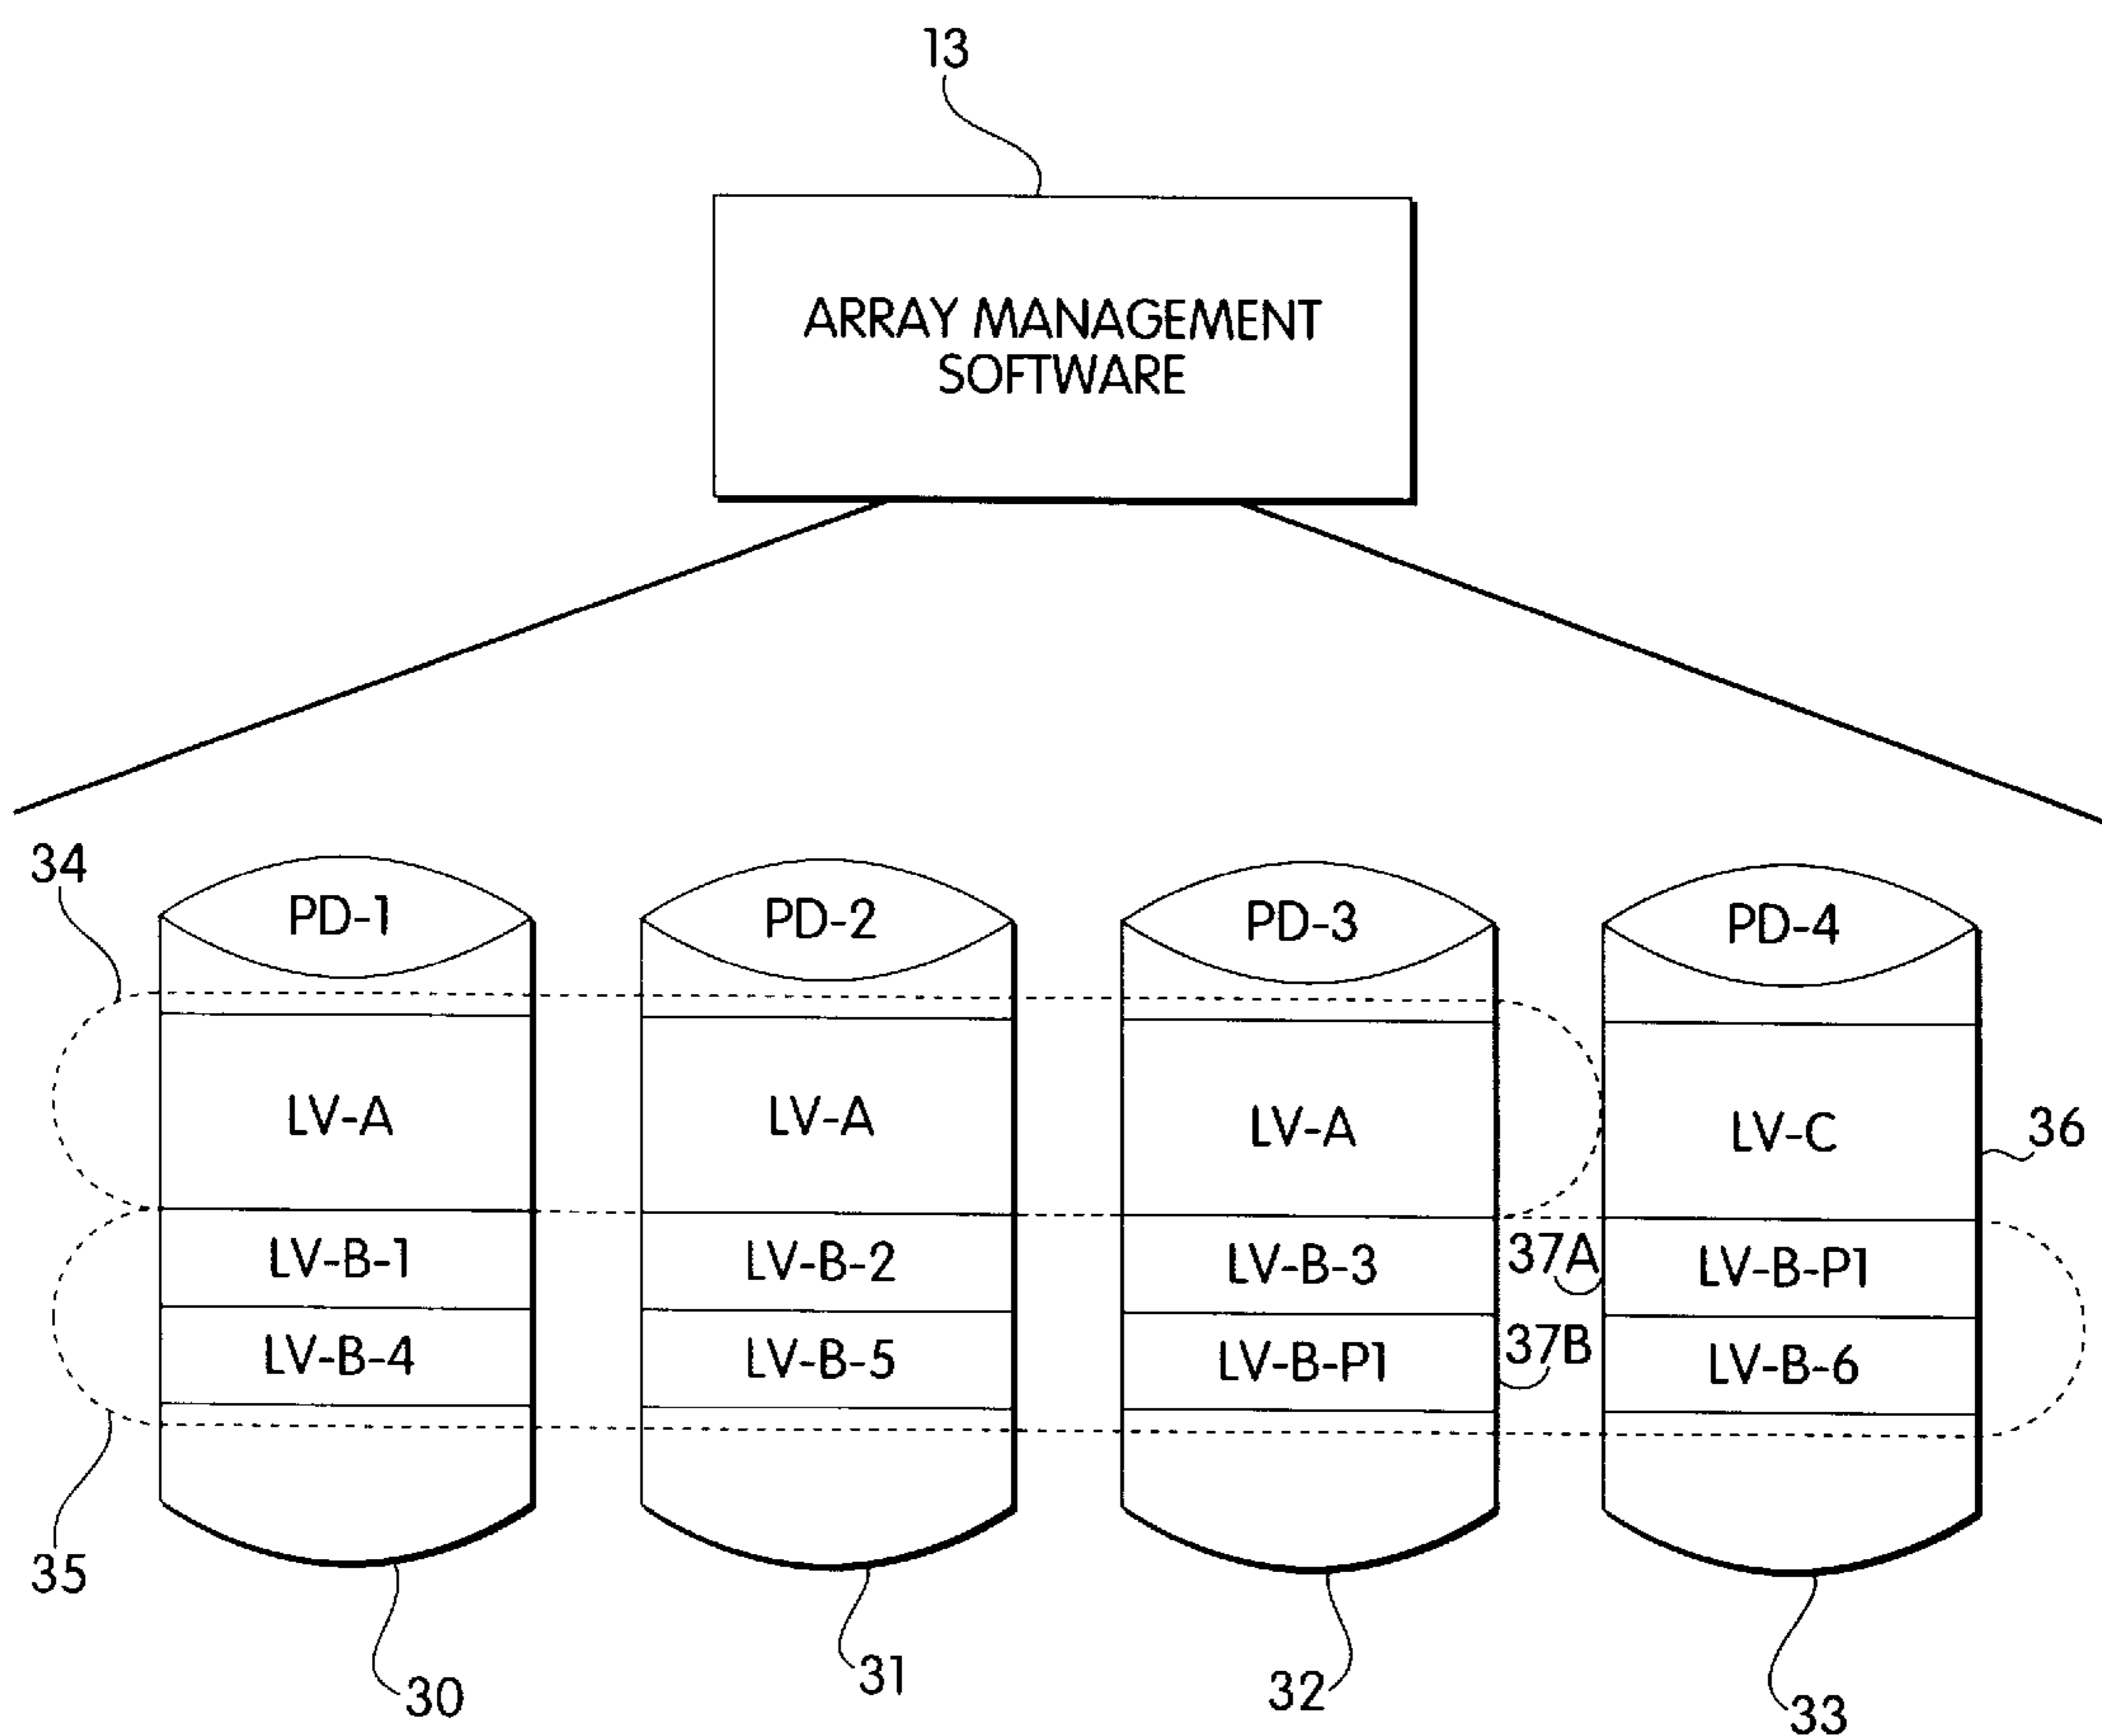 13
ARRAY MANAGEMENT
SOFTWARE
34
PD-1
PD-2
PD-3
PD-4
LV-A
LV-A
LV-A
LV-C
36
LV-B-1
LV-B-2
LV-B-3
37A
LV-B-P1
LV-B-4
LV-B-5
LV-B-P1
37B
LV-B-6
35
30
31
32
33